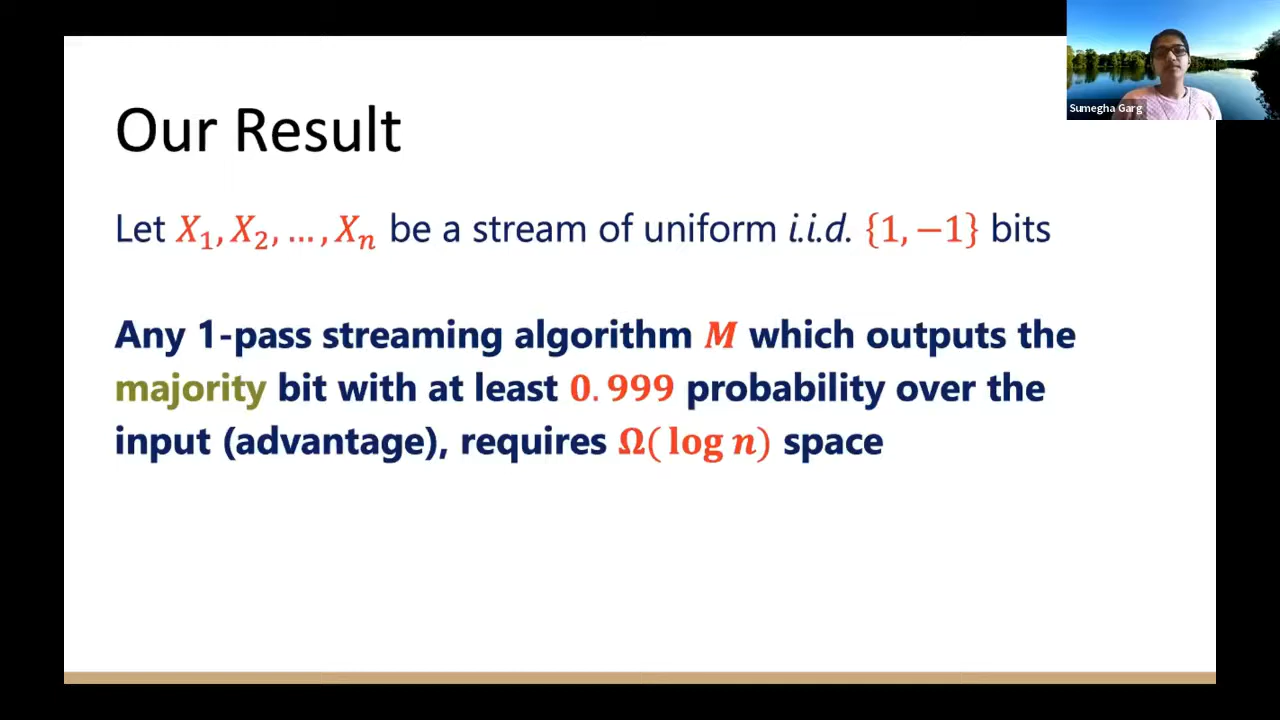 Our Result
Let X₁, X₂, ..., Xₙ be a stream of uniform i.i.d. {1, −1} bits
Any 1-pass streaming algorithm M which outputs the
majority bit with at least 0.999 probability over the
input (advantage), requires Ω( log n) space
Sumegha Garg